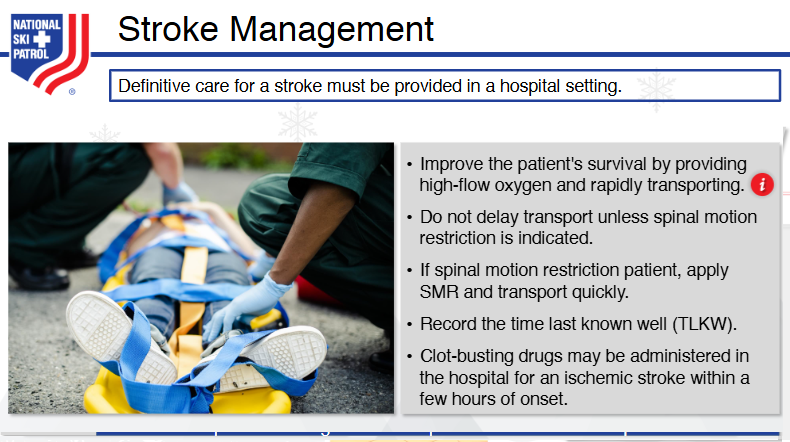 NATIONAL
SKI
PATROL
®
Stroke Management
Definitive care for a stroke must be provided in a hospital setting.
• Improve the patient's survival by providing
high-flow oxygen and rapidly transporting.
i
• Do not delay transport unless spinal motion
restriction is indicated.
• If spinal motion restriction patient, apply
SMR and transport quickly.
• Record the time last known well (TLKW).
• Clot-busting drugs may be administered in
the hospital for an ischemic stroke within a
few hours of onset.